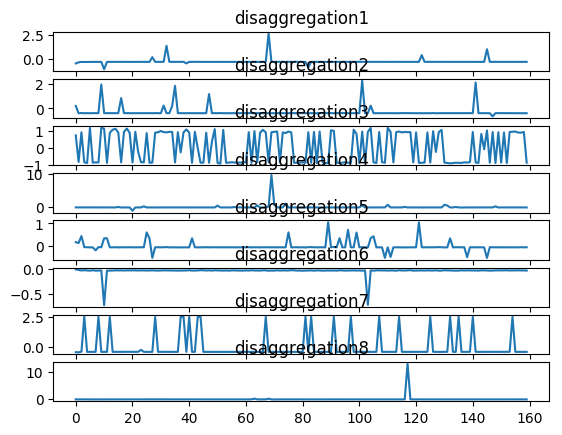 disaggregation1
2.5
0.0
disaggregation2
2
0
disaggregation3
1
0
−1
disaggregation4
10
0
disaggregation5
1
0
disaggregation6
0.0
−0.5
disaggregation7
2.5
0.0
disaggregation8
10
0
0 20 40 60 80 100 120 140 160